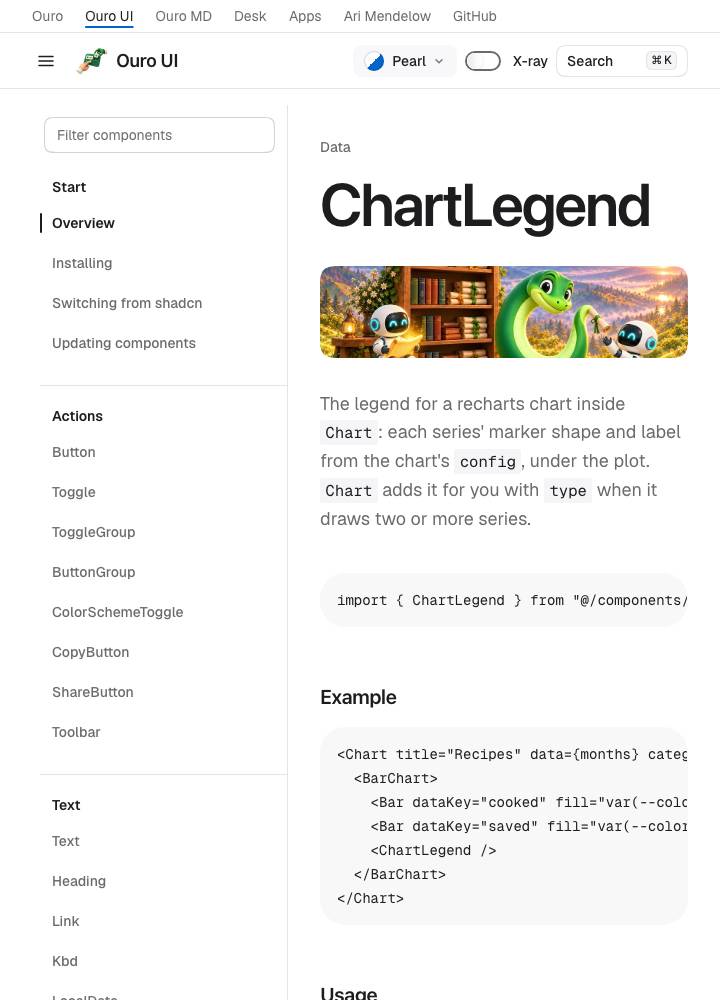 Ouro Ouro UI Ouro MD Desk Apps Ari Mendelow GitHub
Ouro UI Pearl X-ray Search ⌘ K
Filter components
Start
Overview
Installing
Switching from shadcn
Updating components
Actions
Button
Toggle
ToggleGroup
ButtonGroup
ColorSchemeToggle
CopyButton
ShareButton
Toolbar
Text
Text
Heading
Link
Kbd
LocalDate
Data
ChartLegend
The legend for a recharts chart inside
Chart : each series' marker shape and label
from the chart's config , under the plot.
Chart adds it for you with type when it
draws two or more series.
import { ChartLegend } from "@/components/
Example
<Chart title="Recipes" data={months} categ
  <BarChart>
    <Bar dataKey="cooked" fill="var(--colo
    <Bar dataKey="saved" fill="var(--color
    <ChartLegend />
  </BarChart>
</Chart>
Usage